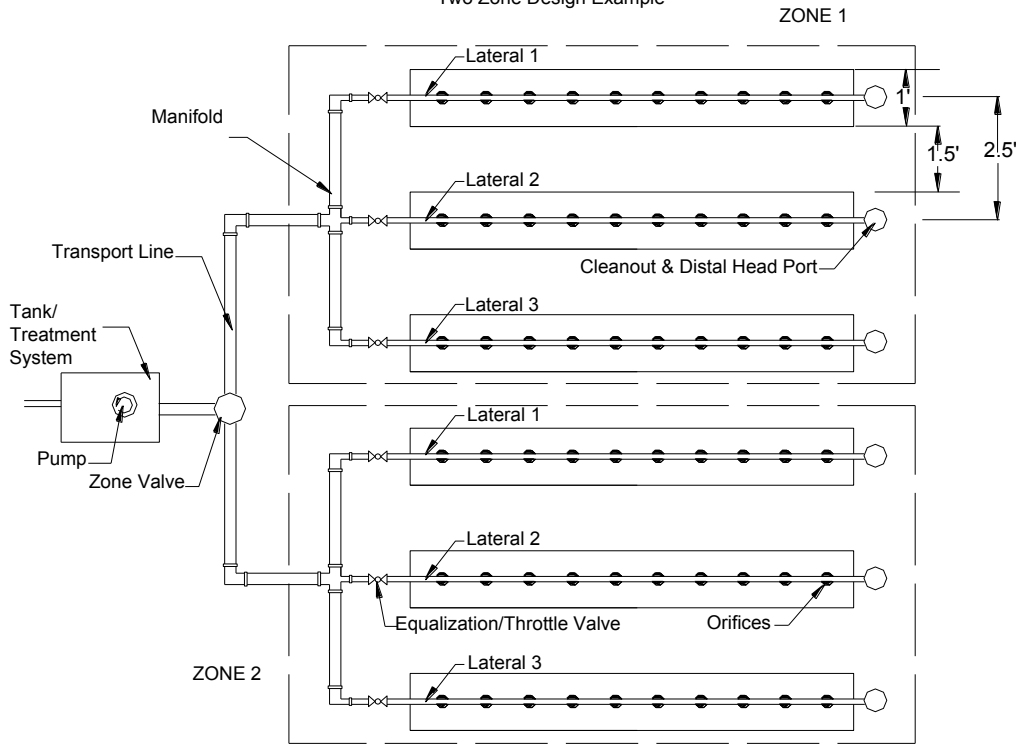 Two Zone Design Example
ZONE 1
Lateral 1
Manifold
1'
1.5'
2.5'
Lateral 2
Transport Line
Cleanout & Distal Head Port
Tank/
Treatment
System
Lateral 3
Pump
Zone Valve
Lateral 1
Lateral 2
Equalization/Throttle Valve
Orifices
ZONE 2
Lateral 3